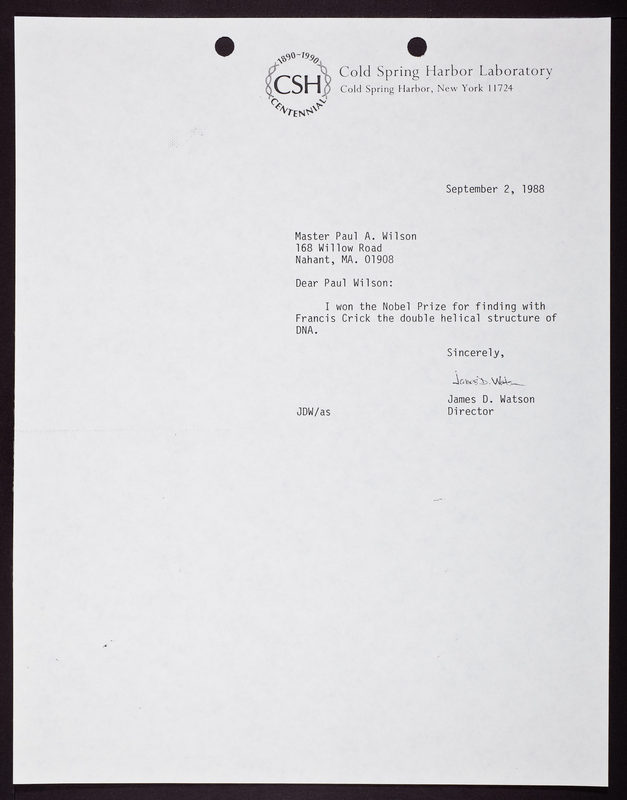 1890-1990
CSH
CENTENNIAL
Cold Spring Harbor Laboratory
Cold Spring Harbor, New York 11724
September 2, 1988
Master Paul A. Wilson
168 Willow Road
Nahant, MA. 01908
Dear Paul Wilson:
I won the Nobel Prize for finding with
Francis Crick the double helical structure of
DNA.
Sincerely,
James D. Watson
James D. Watson
JDW/as Director